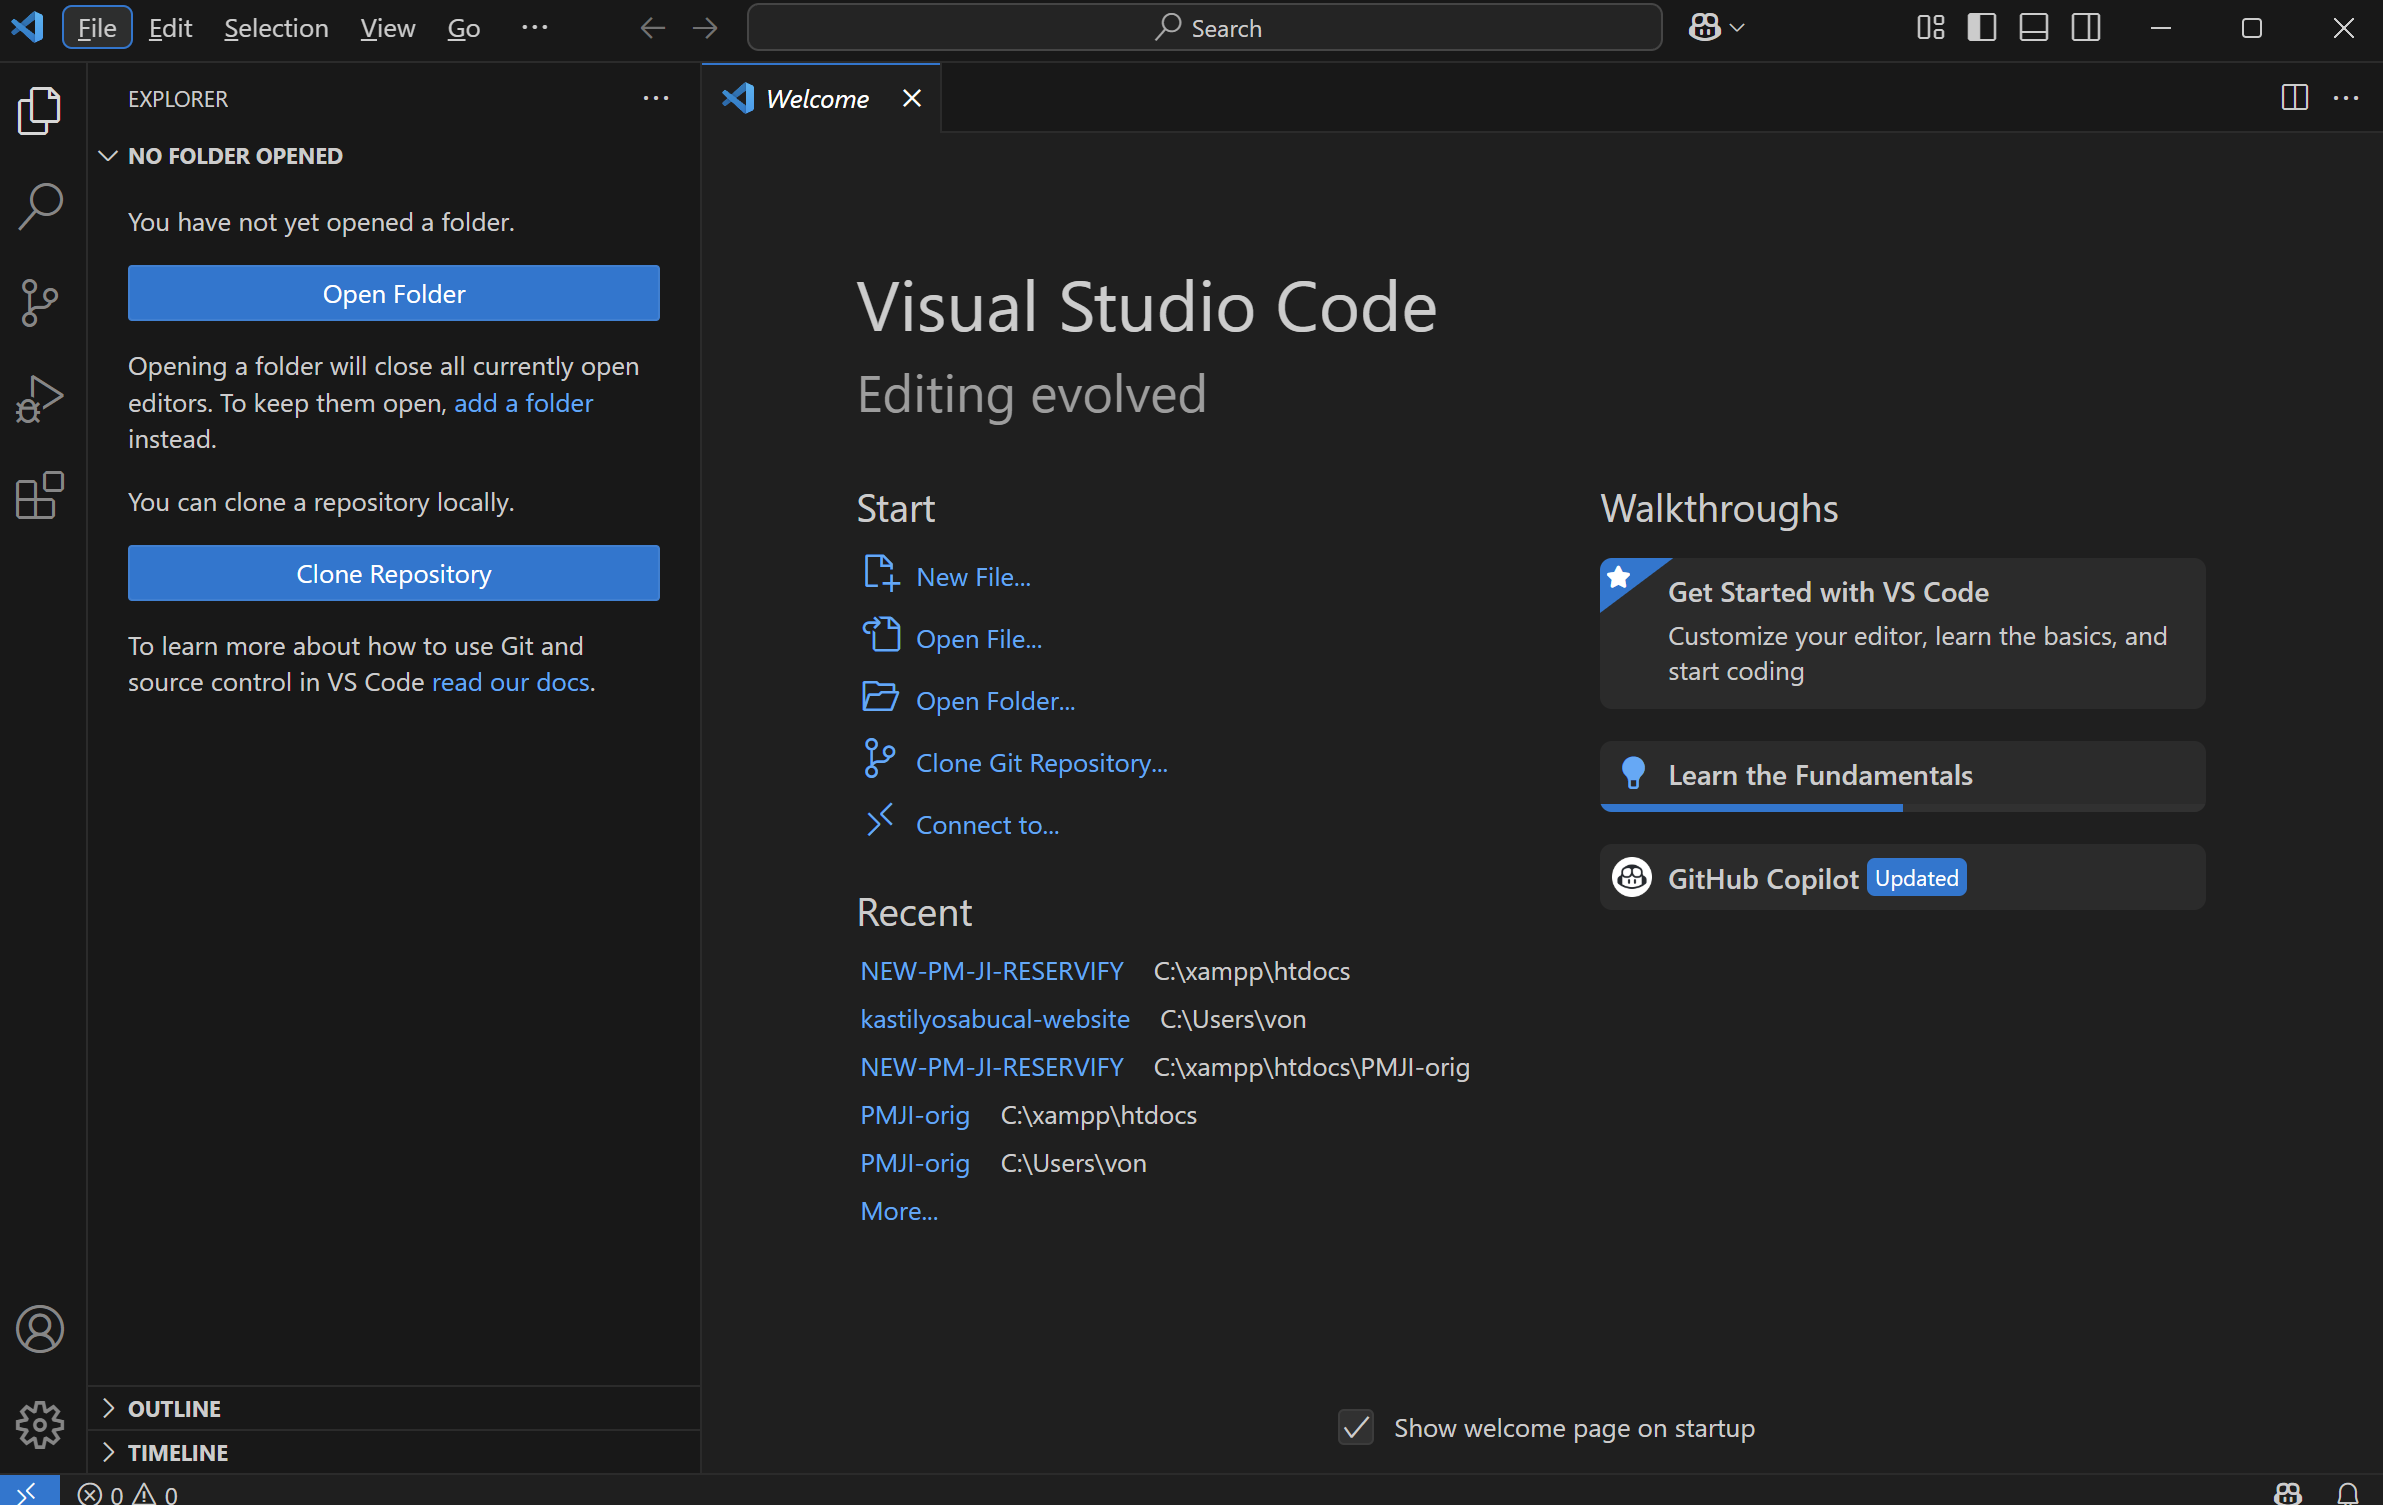 File Edit Selection View Go
Search
EXPLORER
NO FOLDER OPENED
You have not yet opened a folder.
Open Folder
Opening a folder will close all currently open
editors. To keep them open, add a folder
instead.
You can clone a repository locally.
Clone Repository
To learn more about how to use Git and
source control in VS Code read our docs.
OUTLINE
TIMELINE
Welcome
Visual Studio Code
Editing evolved
Start
New File...
Open File...
Open Folder...
Clone Git Repository...
Connect to...
Recent
NEW-PM-JI-RESERVIFY C:\xampp\htdocs
kastilyosabucal-website C:\Users\von
NEW-PM-JI-RESERVIFY C:\xampp\htdocs\PMJI-orig
PMJI-orig C:\xampp\htdocs
PMJI-orig C:\Users\von
More...
Walkthroughs
Get Started with VS Code
Customize your editor, learn the basics, and
start coding
Learn the Fundamentals
GitHub Copilot Updated
Show welcome page on startup
0 0